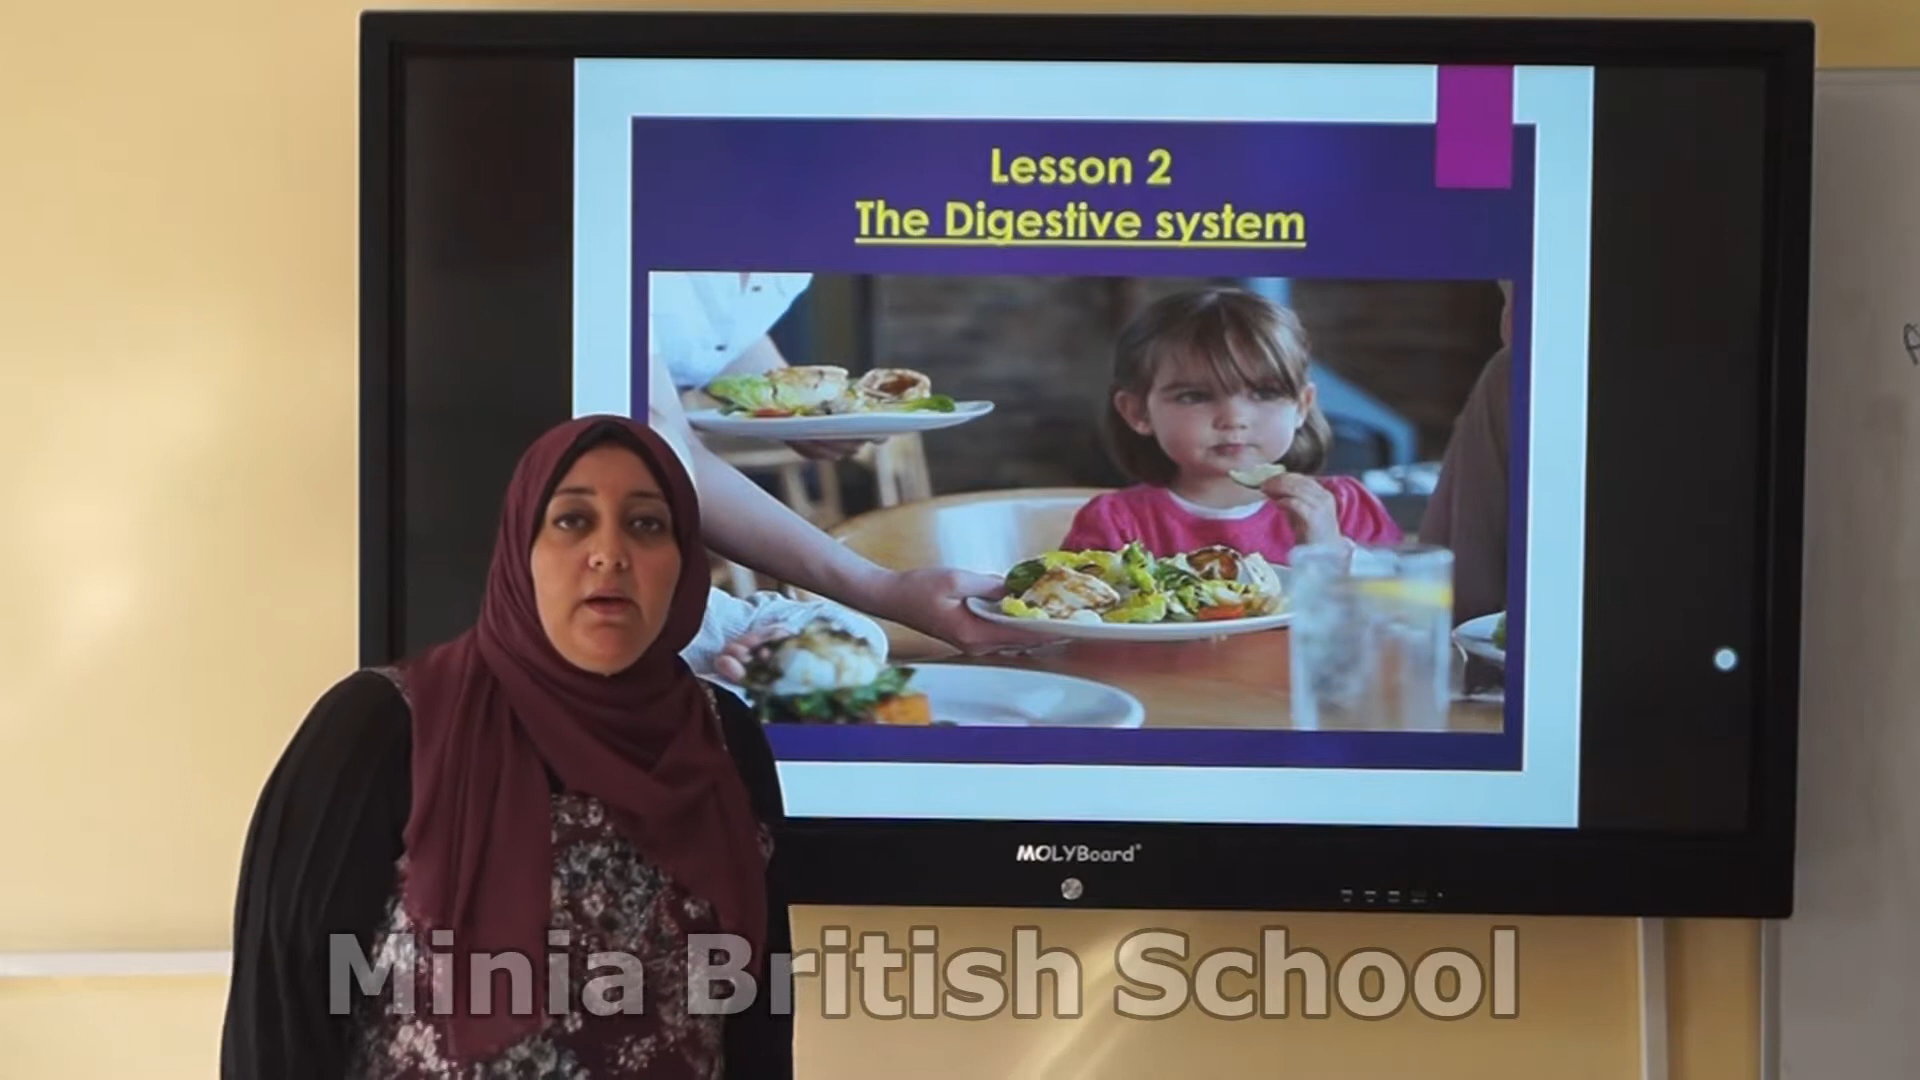 Lesson 2
The Digestive system
MOLYBoard
Minia British School